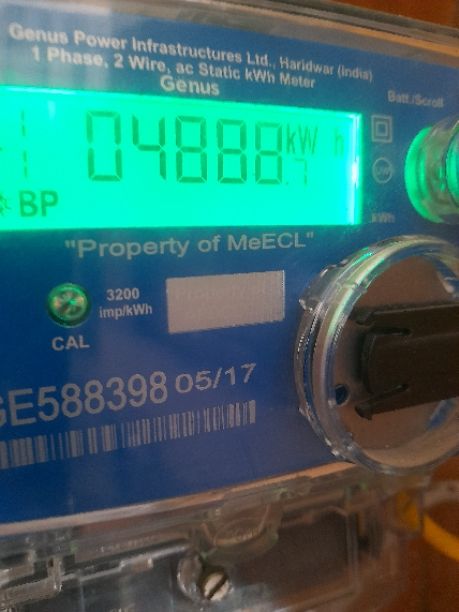 Genus Power Infrastructures Ltd., Haridwar (India)
1 Phase, 2 Wire, ac Static kWh Meter
Genus
Batt./Scroll
04888.7 kW h
BP
kWh
"Property of MeECL"
3200
imp/kWh
CAL
GE588398 05/17